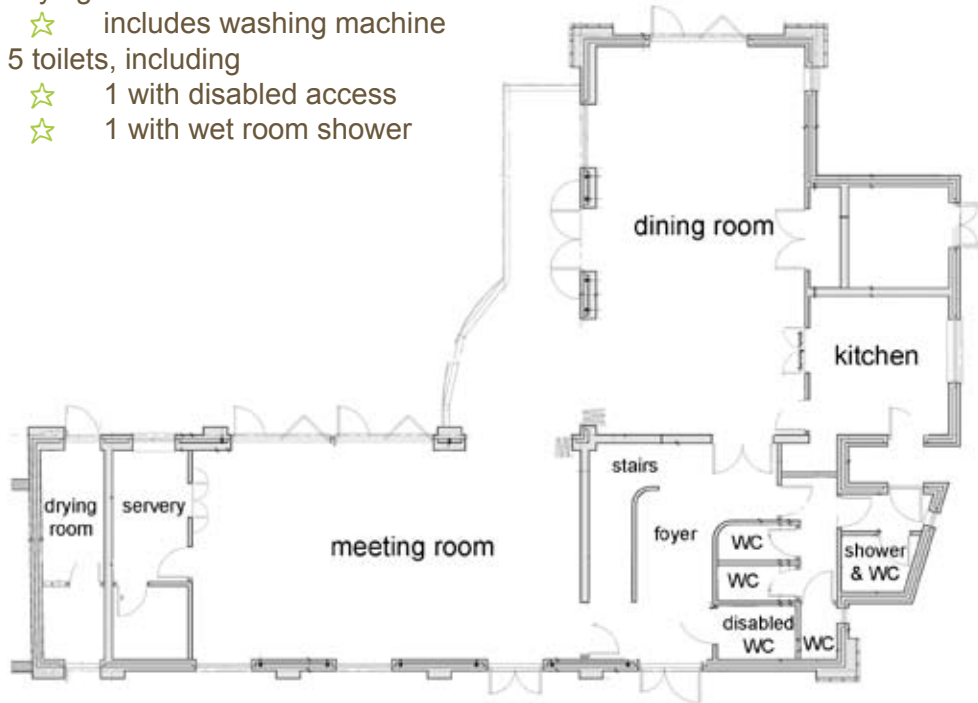 includes washing machine
5 toilets, including
1 with disabled access
1 with wet room shower
dining room
kitchen
stairs
drying
room
servery
foyer
meeting room
WC
shower
& WC
WC
disabled
WC
WC